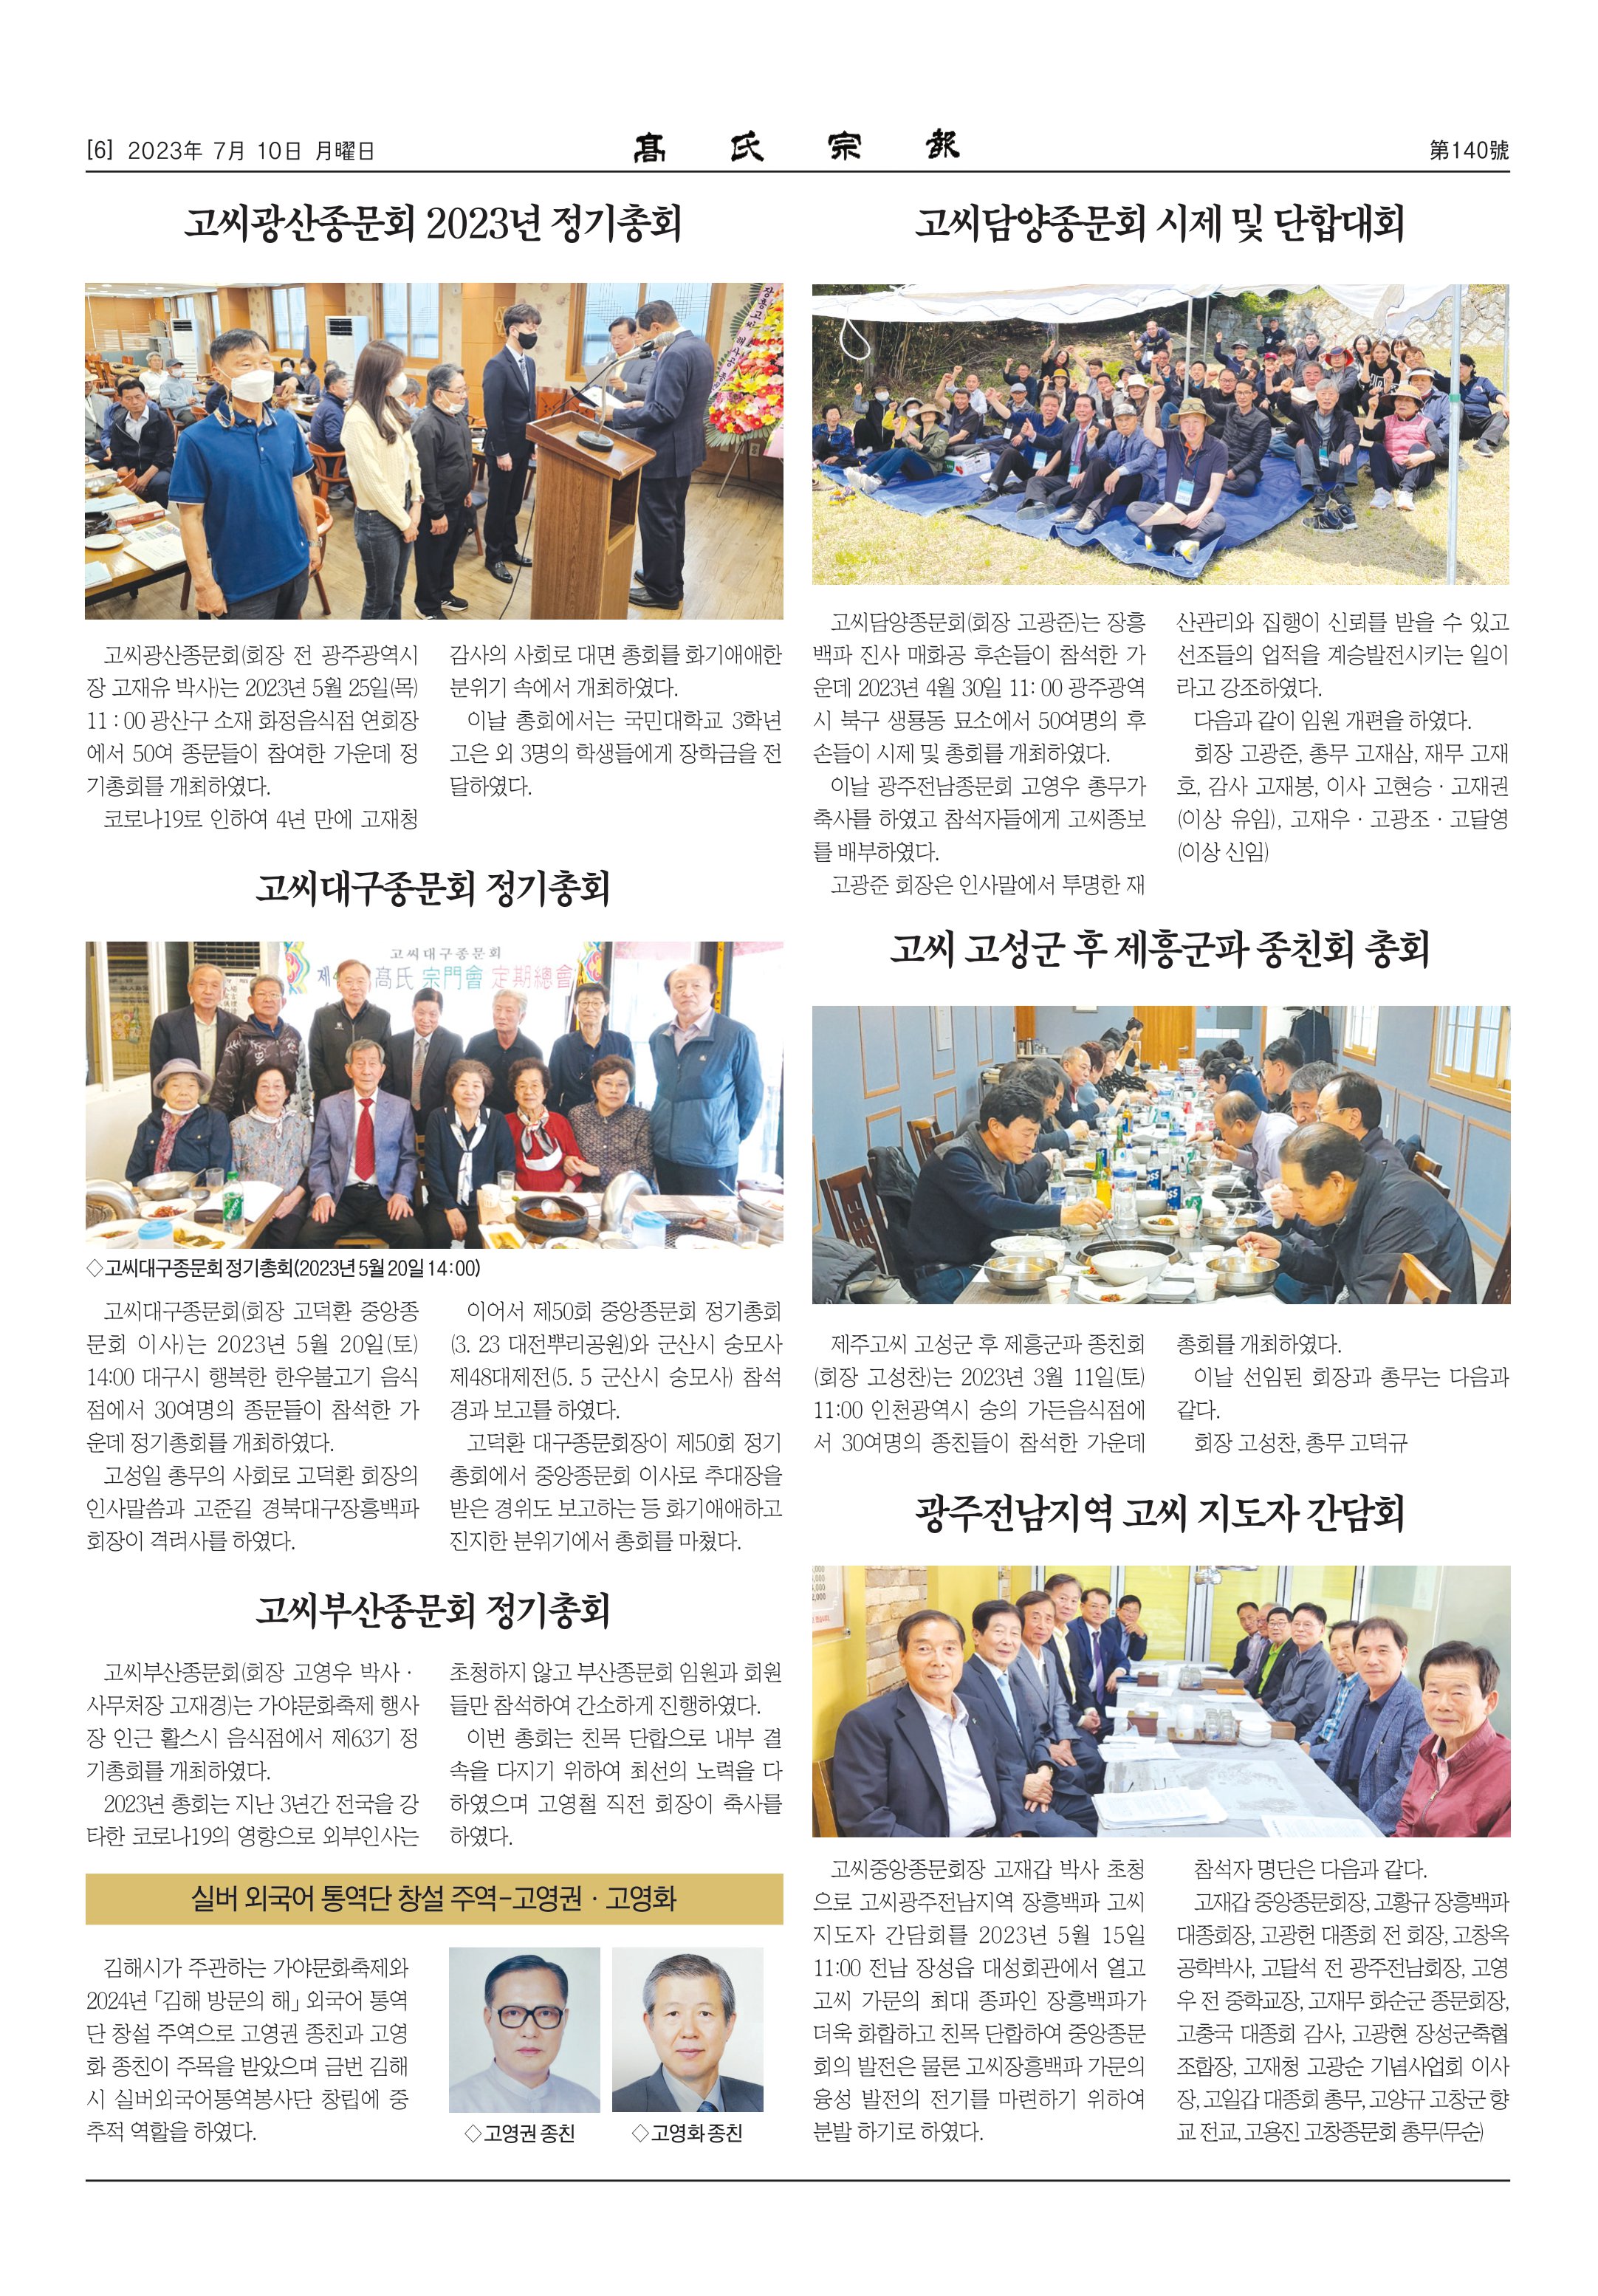 [6] 2023年 7月 10日 月曜日
髙氏宗報
第140號
고씨광산종문회 2023년 정기총회
장흥고씨
고씨광산종문회(회장 전 광주광역시
장 고재유 박사)는 2023년 5월 25일(목)
11 : 00 광산구 소재 화정음식점 연회장
에서 50여 종문들이 참여한 가운데 정
기총회를 개최하였다.
코로나19로 인하여 4년 만에 고재청
감사의 사회로 대면 총회를 화기애애한
분위기 속에서 개최하였다.
이날 총회에서는 국민대학교 3학년
고은 외 3명의 학생들에게 장학금을 전
달하였다.
고씨대구종문회 정기총회
고씨대구종문회
髙氏 宗門會 定期總會
◇고씨대구종문회 정기총회(2023년 5월 20일 14:00)
고씨대구종문회(회장 고덕환 중앙종
문회 이사)는 2023년 5월 20일(토)
14:00 대구시 행복한 한우불고기 음식
점에서 30여명의 종문들이 참석한 가
운데 정기총회를 개최하였다.
고성일 총무의 사회로 고덕환 회장의
인사말씀과 고준길 경북대구장흥백파
회장이 격려사를 하였다.
이어서 제50회 중앙종문회 정기총회
(3. 23 대전뿌리공원)와 군산시 숭모사
제48대제전(5. 5 군산시 숭모사) 참석
경과 보고를 하였다.
고덕환 대구종문회장이 제50회 정기
총회에서 중앙종문회 이사로 추대장을
받은 경위도 보고하는 등 화기애애하고
진지한 분위기에서 총회를 마쳤다.
고씨부산종문회 정기총회
고씨부산종문회(회장 고영우 박사 ·
사무처장 고재경)는 가야문화축제 행사
장 인근 활스시 음식점에서 제63기 정
기총회를 개최하였다.
2023년 총회는 지난 3년간 전국을 강
타한 코로나19의 영향으로 외부인사는
초청하지 않고 부산종문회 임원과 회원
들만 참석하여 간소하게 진행하였다.
이번 총회는 친목 단합으로 내부 결
속을 다지기 위하여 최선의 노력을 다
하였으며 고영철 직전 회장이 축사를
하였다.
실버 외국어 통역단 창설 주역-고영권 · 고영화
김해시가 주관하는 가야문화축제와
2024년 「김해 방문의 해」 외국어 통역
단 창설 주역으로 고영권 종친과 고영
화 종친이 주목을 받았으며 금번 김해
시 실버외국어통역봉사단 창립에 중
추적 역할을 하였다.
◇고영권 종친
◇고영화 종친
고씨담양종문회 시제 및 단합대회
고씨담양종문회(회장 고광준)는 장흥
백파 진사 매화공 후손들이 참석한 가
운데 2023년 4월 30일 11: 00 광주광역
시 북구 생룡동 묘소에서 50여명의 후
손들이 시제 및 총회를 개최하였다.
이날 광주전남종문회 고영우 총무가
축사를 하였고 참석자들에게 고씨종보
를 배부하였다.
고광준 회장은 인사말에서 투명한 재
산관리와 집행이 신뢰를 받을 수 있고
선조들의 업적을 계승발전시키는 일이
라고 강조하였다.
다음과 같이 임원 개편을 하였다.
회장 고광준, 총무 고재삼, 재무 고재
호, 감사 고재봉, 이사 고현승 · 고재권
(이상 유임), 고재우 · 고광조 · 고달영
(이상 신임)
고씨 고성군 후 제흥군파 종친회 총회
제주고씨 고성군 후 제흥군파 종친회
(회장 고성찬)는 2023년 3월 11일(토)
11:00 인천광역시 숭의 가든음식점에
서 30여명의 종친들이 참석한 가운데
총회를 개최하였다.
이날 선임된 회장과 총무는 다음과
같다.
회장 고성찬, 총무 고덕규
광주전남지역 고씨 지도자 간담회
고씨중앙종문회장 고재갑 박사 초청
으로 고씨광주전남지역 장흥백파 고씨
지도자 간담회를 2023년 5월 15일
11:00 전남 장성읍 대성회관에서 열고
고씨 가문의 최대 종파인 장흥백파가
더욱 화합하고 친목 단합하여 중앙종문
회의 발전은 물론 고씨장흥백파 가문의
융성 발전의 전기를 마련하기 위하여
분발 하기로 하였다.
참석자 명단은 다음과 같다.
고재갑 중앙종문회장, 고황규 장흥백파
대종회장, 고광헌 대종회 전 회장, 고창옥
공학박사, 고달석 전 광주전남회장, 고영
우 전 중학교장, 고재무 화순군 종문회장,
고총국 대종회 감사, 고광현 장성군축협
조합장, 고재청 고광순 기념사업회 이사
장, 고일갑 대종회 총무, 고양규 고창군 향
교 전교, 고용진 고창종문회 총무(무순)